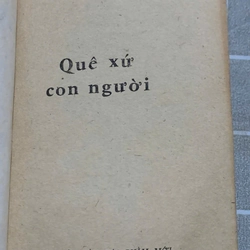 Quê xứ
con người